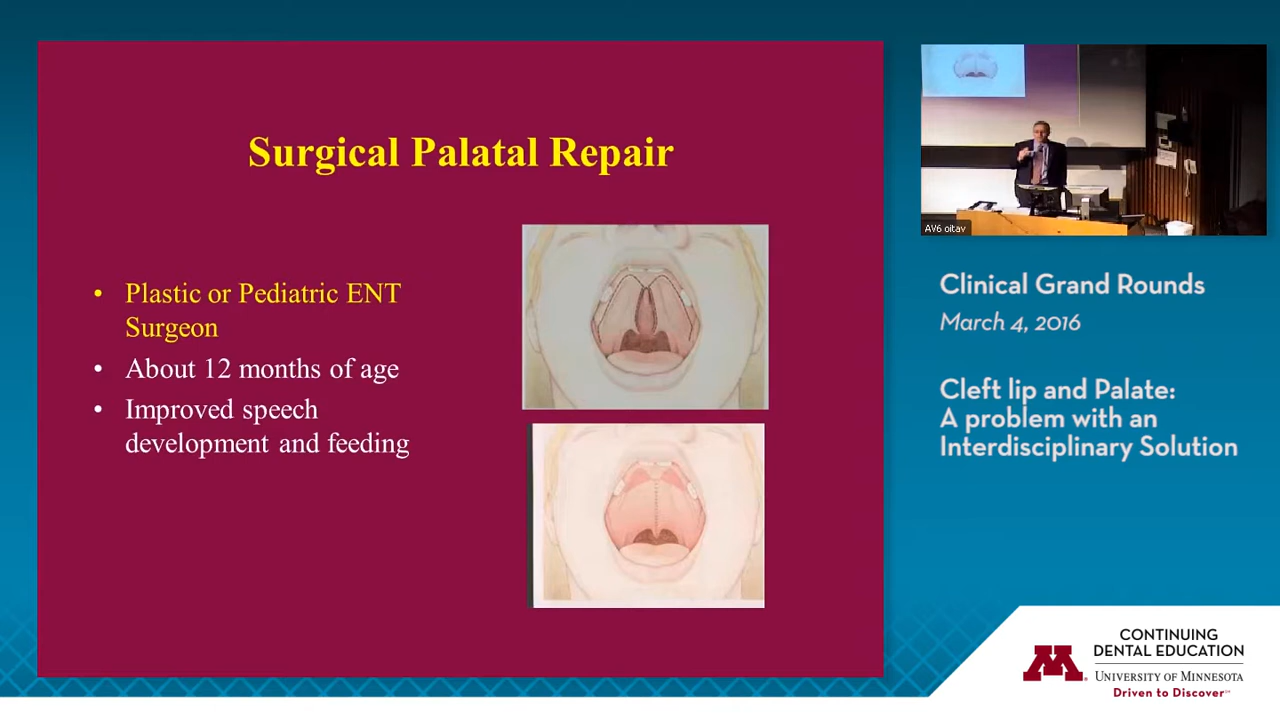 Surgical Palatal Repair
• Plastic or Pediatric ENT
Surgeon
• About 12 months of age
• Improved speech
development and feeding
AV6 oitav
Clinical Grand Rounds
March 4, 2016
Cleft lip and Palate:
A problem with an
Interdisciplinary Solution
M
CONTINUING
DENTAL EDUCATION
UNIVERSITY OF MINNESOTA
Driven to Discover℠